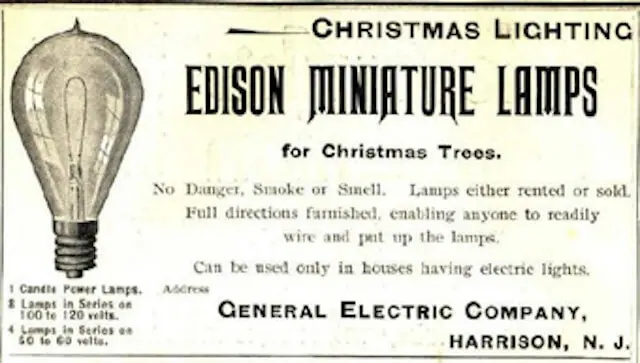 CHRISTMAS LIGHTING
EDISON MINIATURE LAMPS
for Christmas Trees.
No Danger, Smoke or Smell. Lamps either rented or sold.
Full directions furnished, enabling anyone to readily
wire and put up the lamps.
Can be used only in houses having electric lights.
1 Candle Power Lamps.
8 Lamps in Series on
100 to 120 volts.
4 Lamps in Series on
50 to 60 volts.
Address
GENERAL ELECTRIC COMPANY,
HARRISON, N. J.